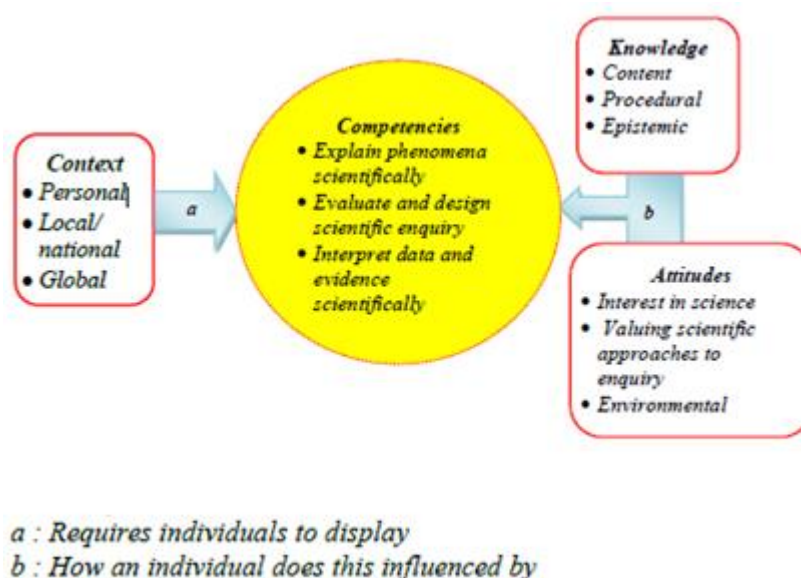 Context
• Personal
• Local/
national
• Global
a
Competencies
• Explain phenomena
scientifically
• Evaluate and design
scientific enquiry
• Interpret data and
evidence
scientifically
Knowledge
• Content
• Procedural
• Epistemic
b
Attitudes
• Interest in science
• Valuing scientific
approaches to
enquiry
• Environmental
a : Requires individuals to display
b : How an individual does this influenced by